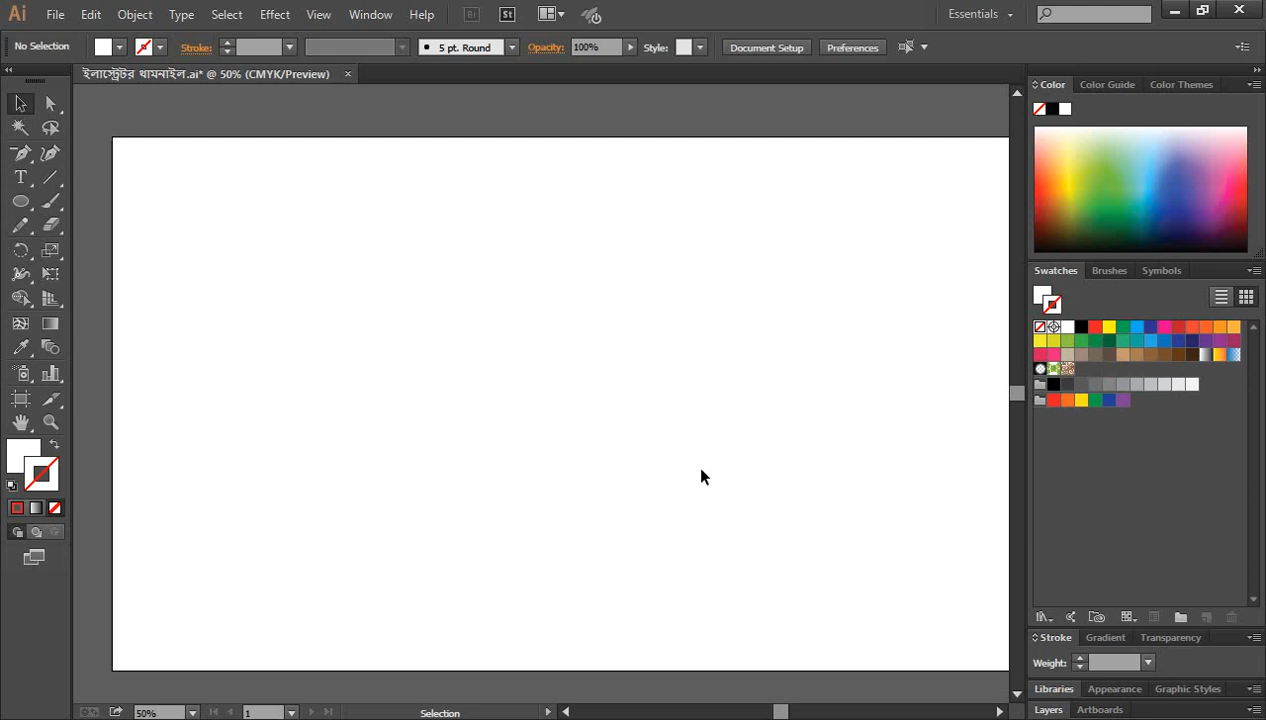 Ai File Edit Object Type Select Effect View Window Help Br St Essentials
No Selection Stroke: 5 pt. Round Opacity: 100% Style: Document Setup Preferences
ইলাস্ট্রেটর থামনাইল.ai* @ 50% (CMYK/Preview)
Color Color Guide Color Themes
Swatches Brushes Symbols
Stroke Gradient Transparency
Weight:
Libraries Appearance Graphic Styles
Layers Artboards
50% 1 Selection